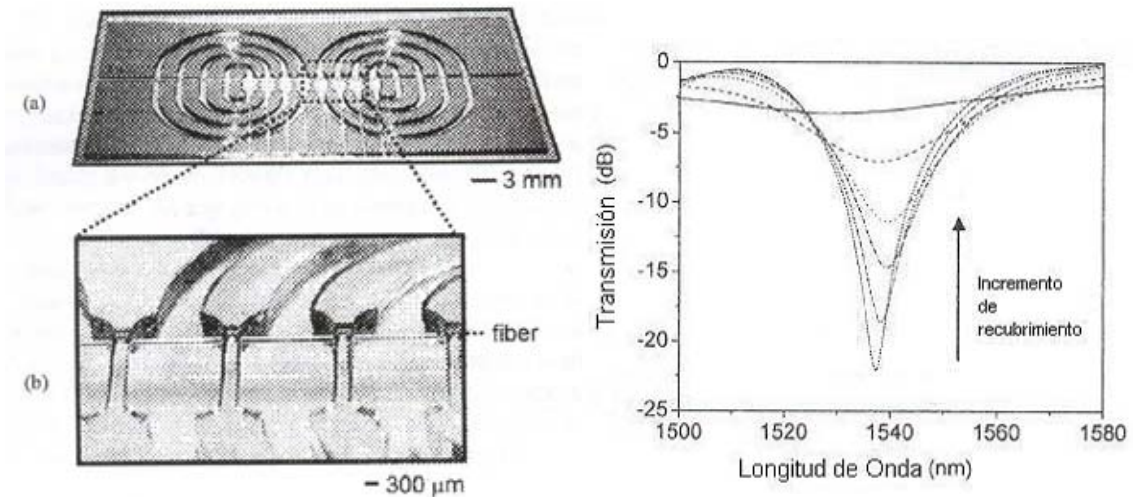 (a)
— 3 mm
fiber
(b)
– 300 μm
0
-5
-10
-15
-20
-25
Transmisión (dB)
Incremento
de
recubrimiento
1500
1520
1540
1560
1580
Longitud de Onda (nm)